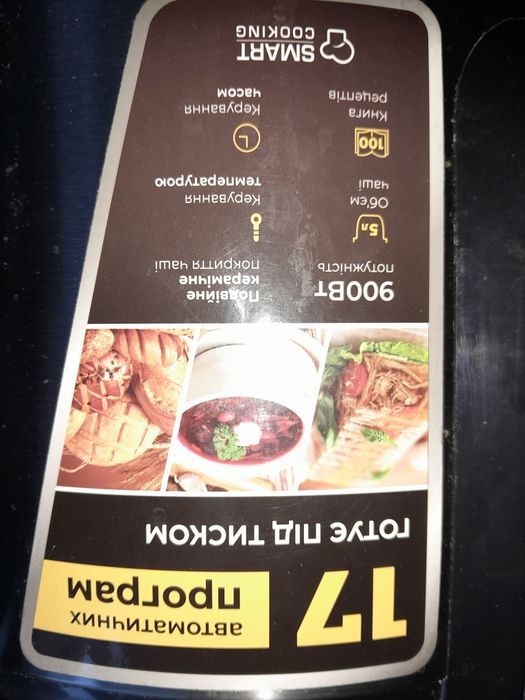 17
автоматичних
програм
ГОТУЄ ПІД ТИСКОМ
900Вт
потужність
Подвійне
керамічне
покриття чаші
5л
Об'єм
чаші
Керування
температурою
100
Книга
рецептів
Керування
часом
SMART
COOKING